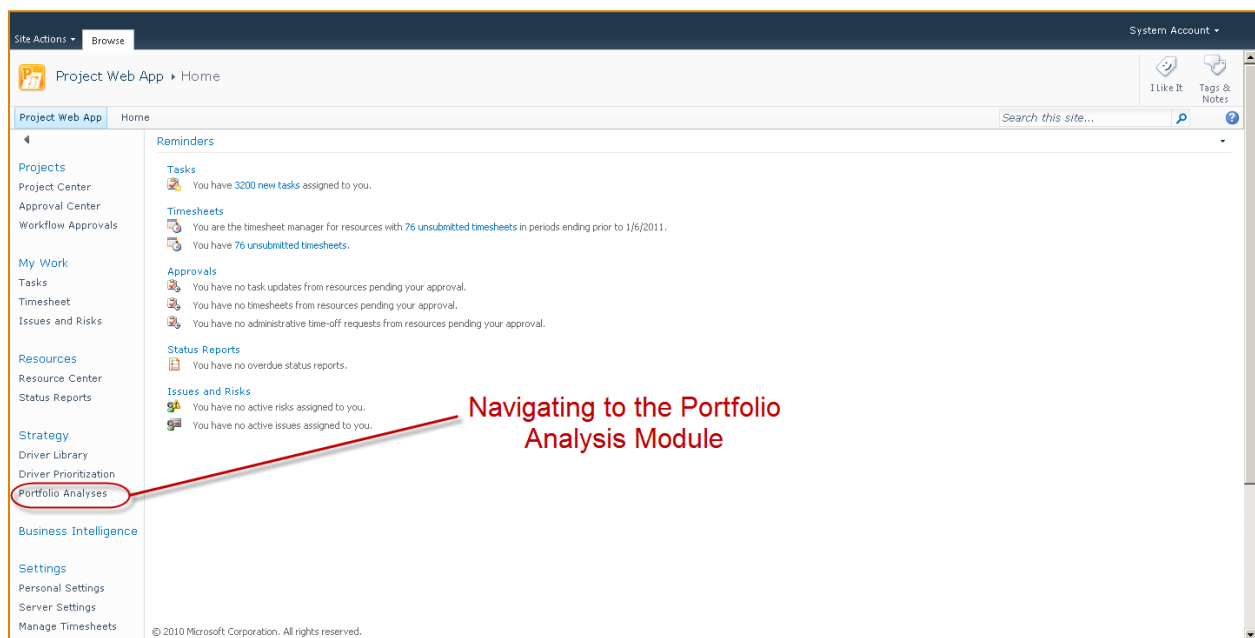 System Account
Site Actions Browse
Project Web App Home
I Like It Tags &
Notes
Project Web App Home Search this site...
Reminders
Projects
Project Center
Approval Center
Workflow Approvals
My Work
Tasks
Timesheet
Issues and Risks
Resources
Resource Center
Status Reports
Strategy
Driver Library
Driver Prioritization
Portfolio Analyses
Business Intelligence
Settings
Personal Settings
Server Settings
Manage Timesheets
Tasks
You have 3200 new tasks assigned to you.
Timesheets
You are the timesheet manager for resources with 76 unsubmitted timesheets in periods ending prior to 1/6/2011.
You have 76 unsubmitted timesheets.
Approvals
You have no task updates from resources pending your approval.
You have no timesheets from resources pending your approval.
You have no administrative time-off requests from resources pending your approval.
Status Reports
You have no overdue status reports.
Issues and Risks
You have no active risks assigned to you.
You have no active issues assigned to you.
Navigating to the Portfolio
Analysis Module
© 2010 Microsoft Corporation. All rights reserved.